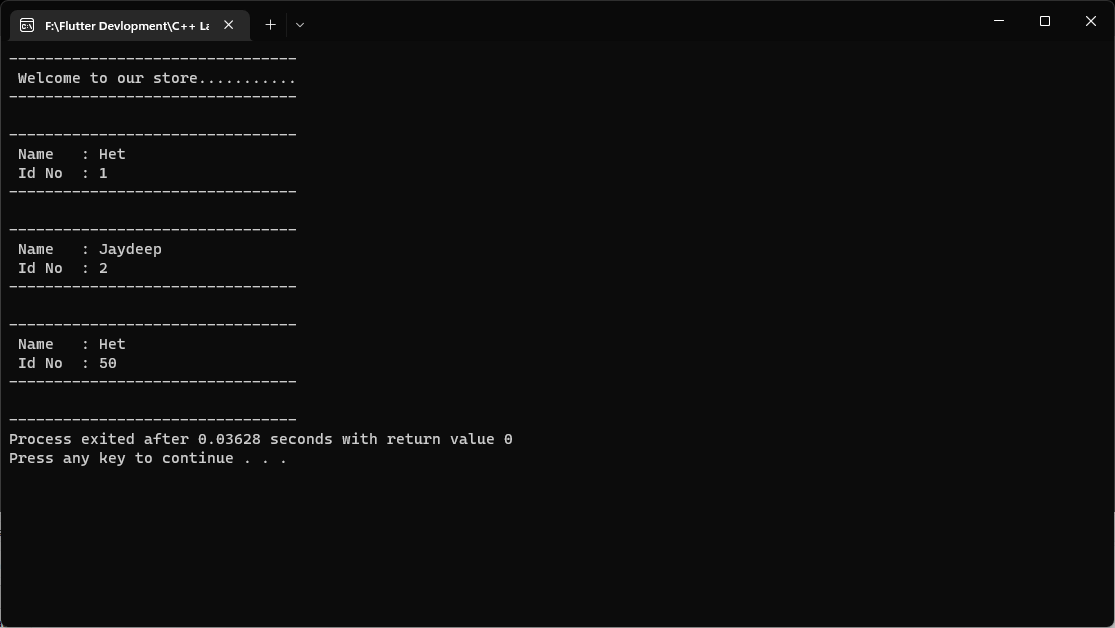 F:\Flutter Devlopment\C++ La
--------------------------------
Welcome to our store...........
--------------------------------
--------------------------------
Name   : Het
Id No  : 1
--------------------------------
--------------------------------
Name   : Jaydeep
Id No  : 2
--------------------------------
--------------------------------
Name   : Het
Id No  : 50
--------------------------------
--------------------------------
Process exited after 0.03628 seconds with return value 0
Press any key to continue . . .